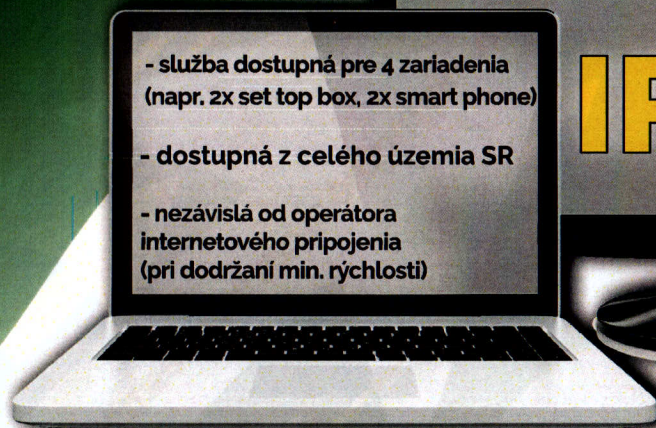 - služba dostupná pre 4 zariadenia
(napr. 2x set top box, 2x smart phone)
- dostupná z celého územia SR
- nezávislá od operátora
internetového pripojenia
(pri dodržaní min. rýchlosti)